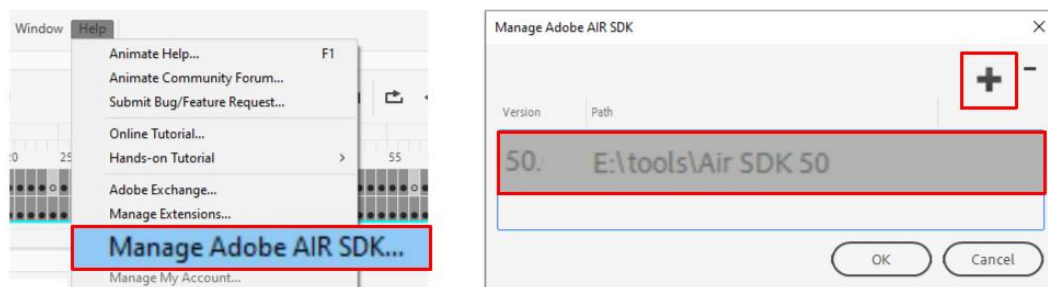 Window Help
Animate Help... F1
Animate Community Forum...
Submit Bug/Feature Request...
Online Tutorial...
25
Hands-on Tutorial >
55
Adobe Exchange...
Manage Extensions...
Manage Adobe AIR SDK...
Manage My Account...
Manage Adobe AIR SDK
Version Path
50. E:\tools\Air SDK 50
OK Cancel